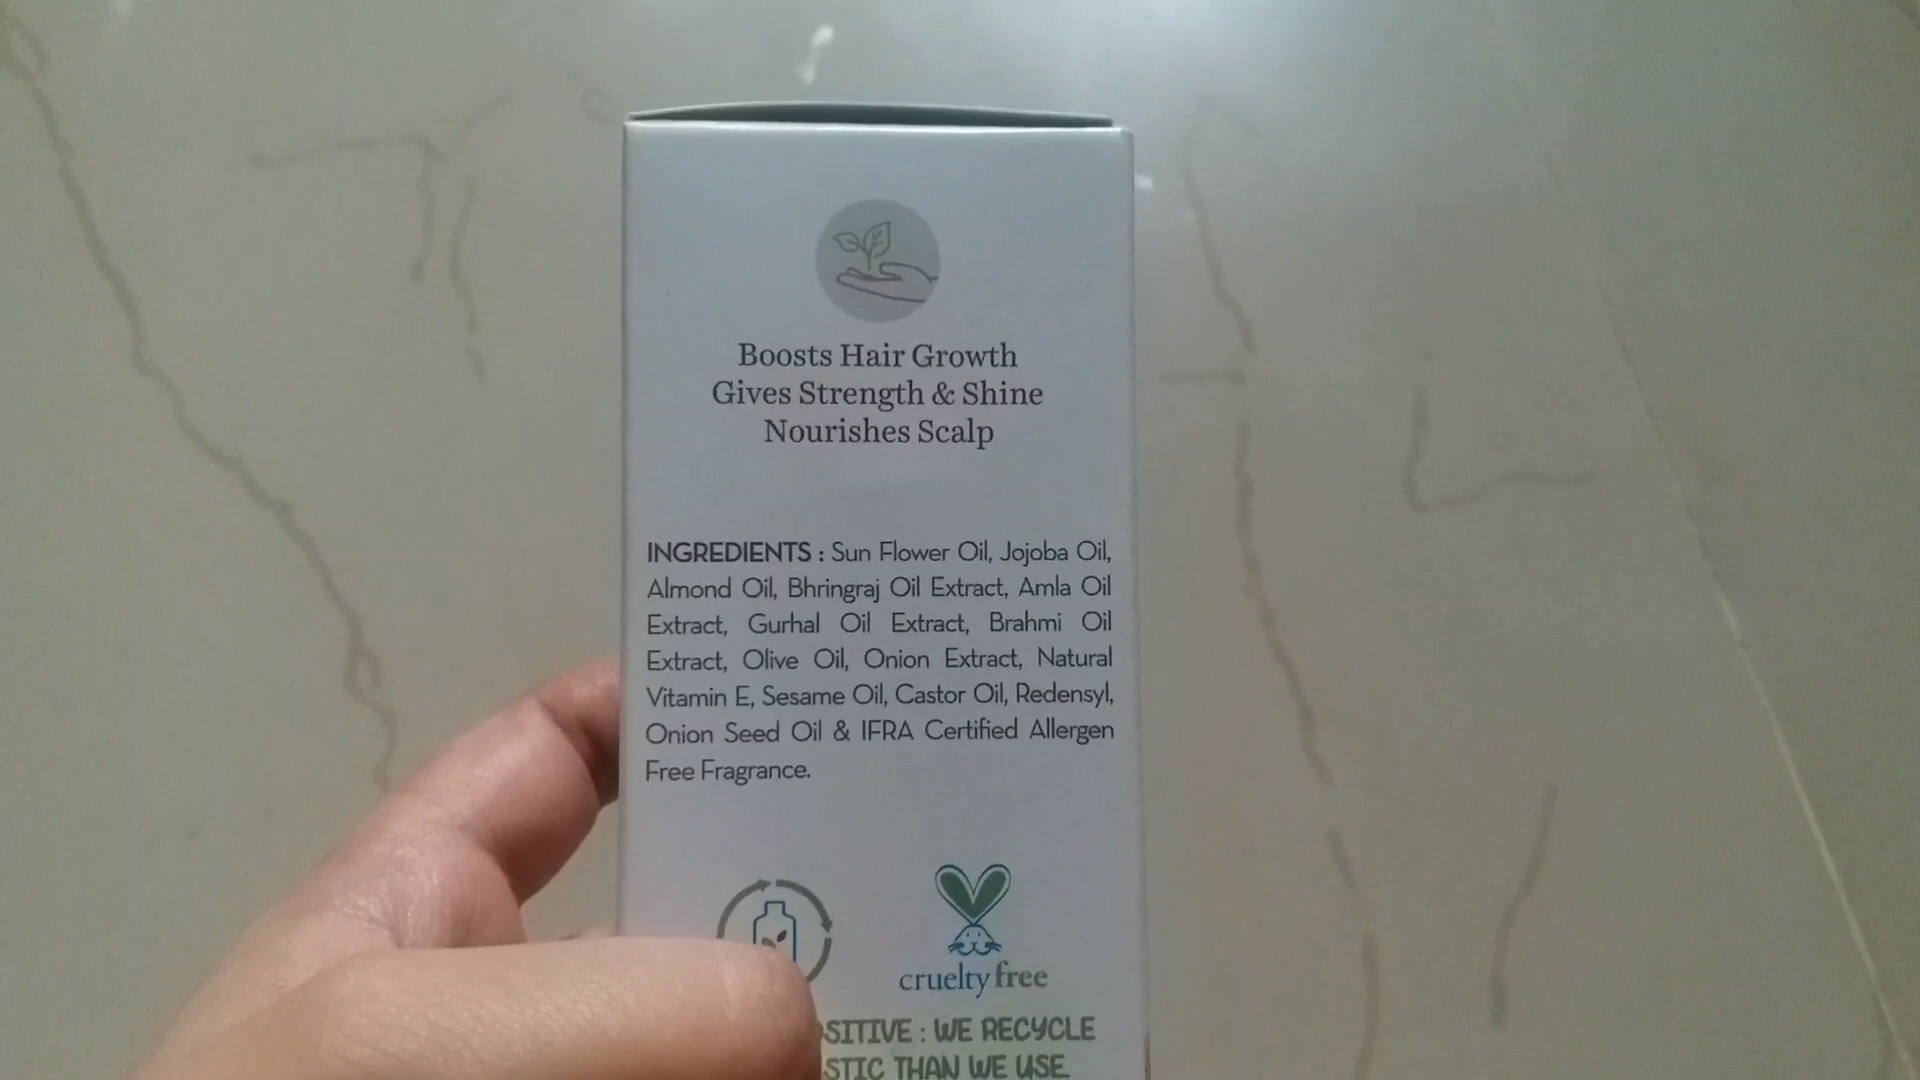 Boosts Hair Growth
Gives Strength & Shine
Nourishes Scalp
INGREDIENTS : Sun Flower Oil, Jojoba Oil,
Almond Oil, Bhringraj Oil Extract, Amla Oil
Extract, Gurhal Oil Extract, Brahmi Oil
Extract, Olive Oil, Onion Extract, Natural
Vitamin E, Sesame Oil, Castor Oil, Redensyl,
Onion Seed Oil & IFRA Certified Allergen
Free Fragrance.
cruelty free
: WE RECYCLE
THAN WE USE.